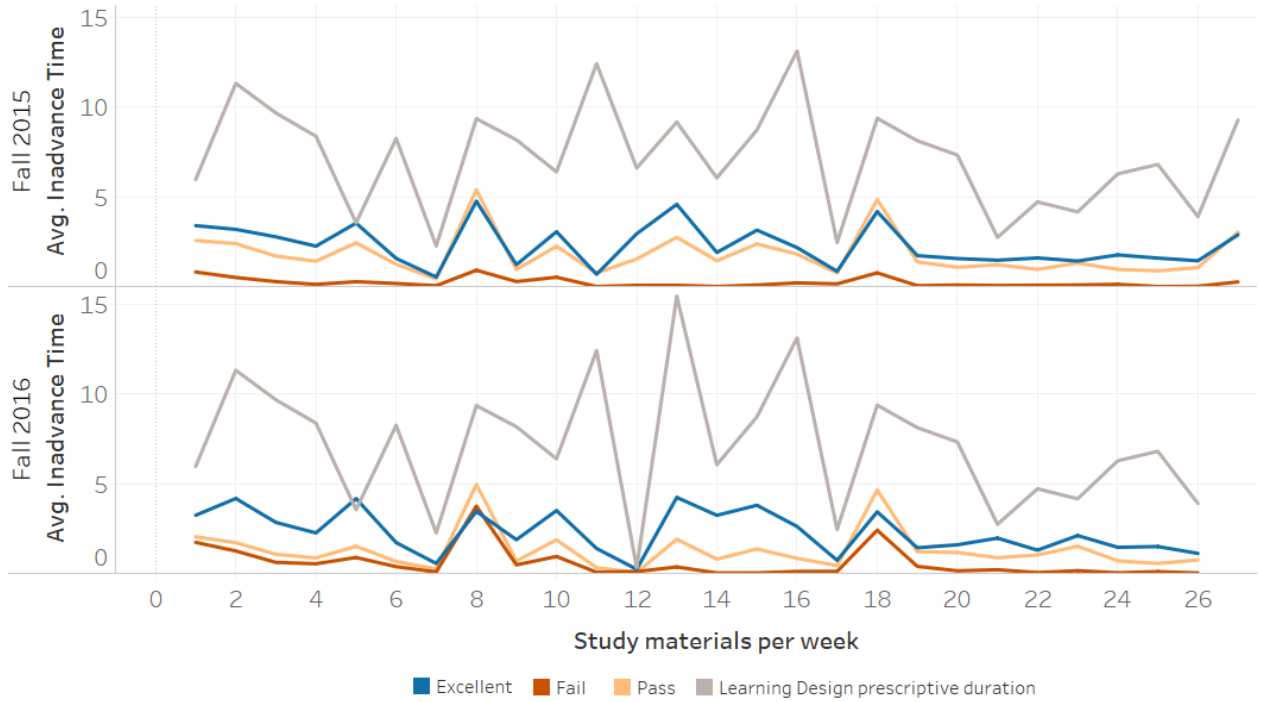 Fall 2015
Avg. Inadvance Time
15
10
5
0
Fall 2016
Avg. Inadvance Time
15
10
5
0
0 2 4 6 8 10 12 14 16 18 20 22 24 26
Study materials per week
Excellent Fail Pass Learning Design prescriptive duration